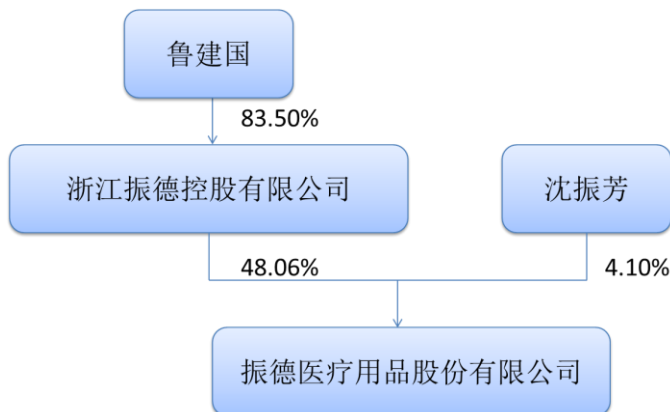 鲁建国
83.50%
浙江振德控股有限公司
沈振芳
48.06%
4.10%
振德医疗用品股份有限公司